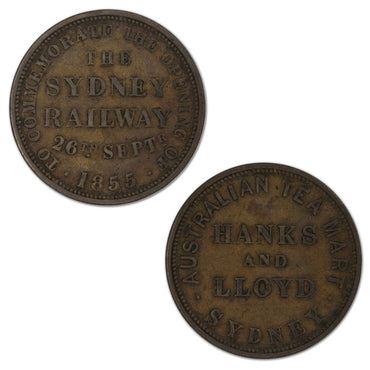 TO COMMEMORATE THE OPENING OF
THE
SYDNEY
RAILWAY
26TH SEPTR
· 1855 ·
· AUSTRALIAN TEA MART ·
HANKS
AND
LLOYD
SYDNEY